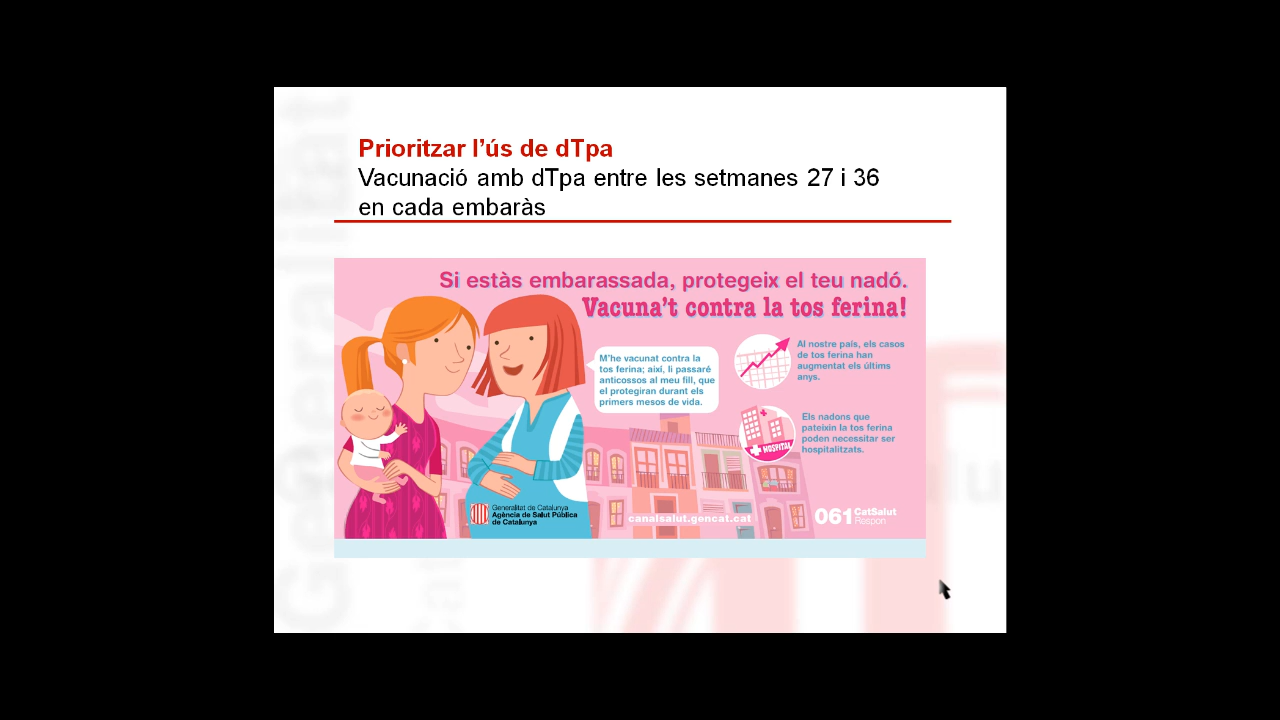 Prioritzar l'ús de dTpa
Vacunació amb dTpa entre les setmanes 27 i 36
en cada embaràs
Si estàs embarassada, protegeix el teu nadó.
Vacuna't contra la tos ferina!
M'he vacunat contra la
tos ferina; així, li passaré
anticossos al meu fill, que
el protegiran durant els
primers mesos de vida.
Al nostre país, els casos
de tos ferina han
augmentat els últims
anys.
Els nadons que
pateixin la tos ferina
poden necessitar ser
hospitalitzats.
HOSPITAL
Generalitat de Catalunya
Agència de Salut Pública
de Catalunya
canalsalut.gencat.cat
061 CatSalut
Respon
Generalitat